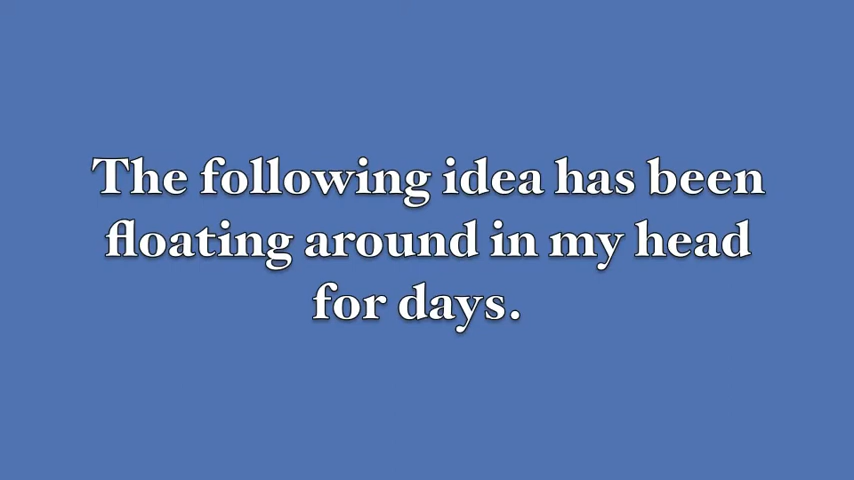 The following idea has been
floating around in my head
for days.